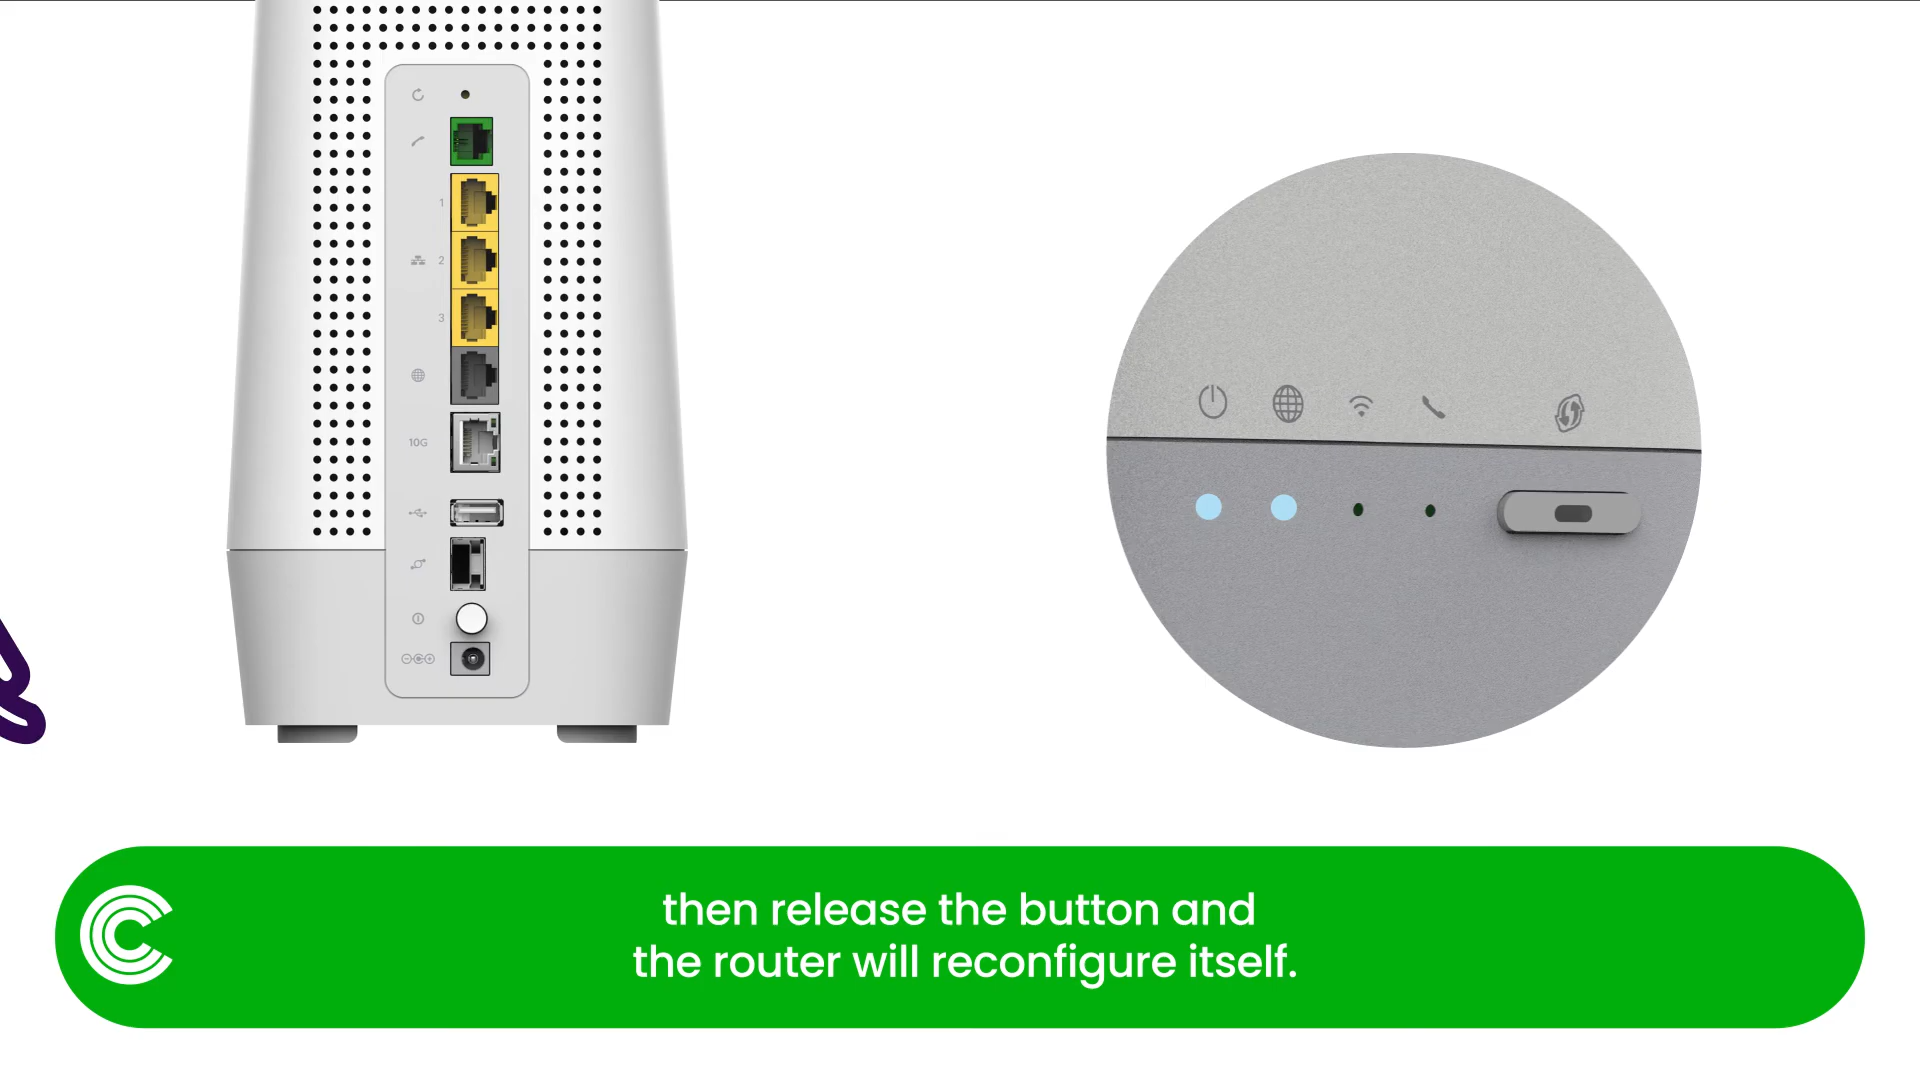 1
2
3
10G
then release the button and
the router will reconfigure itself.